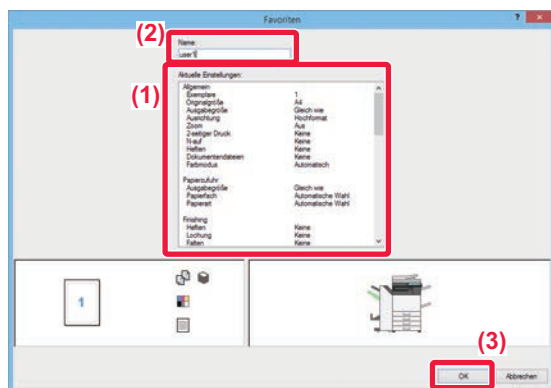 Favoriten ? x
(2)
Name:
user1
(1)
Aktuelle Einstellungen:
Allgemein
Exemplare 1
Originalgröße A4
Ausgabegröße Gleich wie
Ausrichtung Hochformat
Zoom Aus
2-seitiger Druck Keine
N-auf Keine
Heften Keine
Dokumentendateien Keine
Farbmodus Automatisch
Papierzufuhr
Ausgabegröße Gleich wie
Papierfach Automatische Wahl
Papierart Automatische Wahl
Finishing
Heften Keine
Lochung Keine
Falten Keine
1
(3)
OK Abbrechen